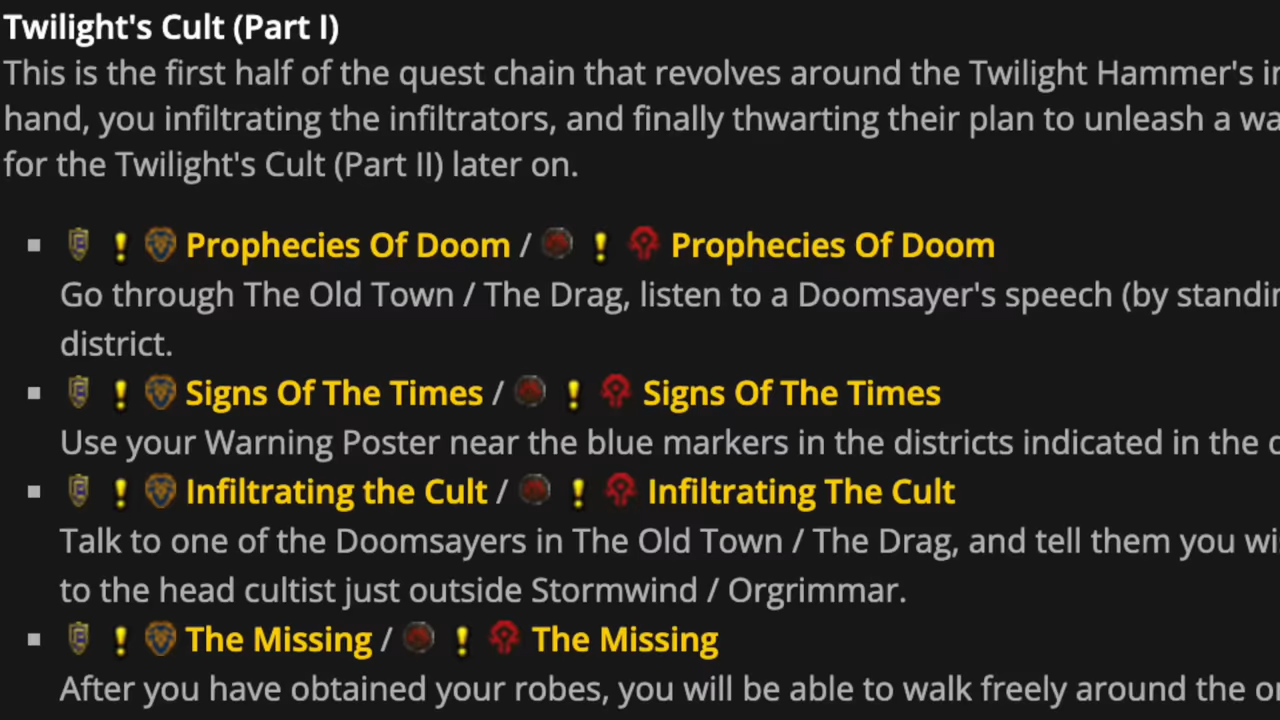 Twilight's Cult (Part I)
This is the first half of the quest chain that revolves around the Twilight Hammer's
hand, you infiltrating the infiltrators, and finally thwarting their plan to unleash a
for the Twilight's Cult (Part II) later on.
Prophecies Of Doom / Prophecies Of Doom
Go through The Old Town / The Drag, listen to a Doomsayer's speech (by
district.
Signs Of The Times / Signs Of The Times
Use your Warning Poster near the blue markers in the districts indicated in the
Infiltrating the Cult / Infiltrating The Cult
Talk to one of the Doomsayers in The Old Town / The Drag, and tell them you
to the head cultist just outside Stormwind / Orgrimmar.
The Missing / The Missing
After you have obtained your robes, you will be able to walk freely around the